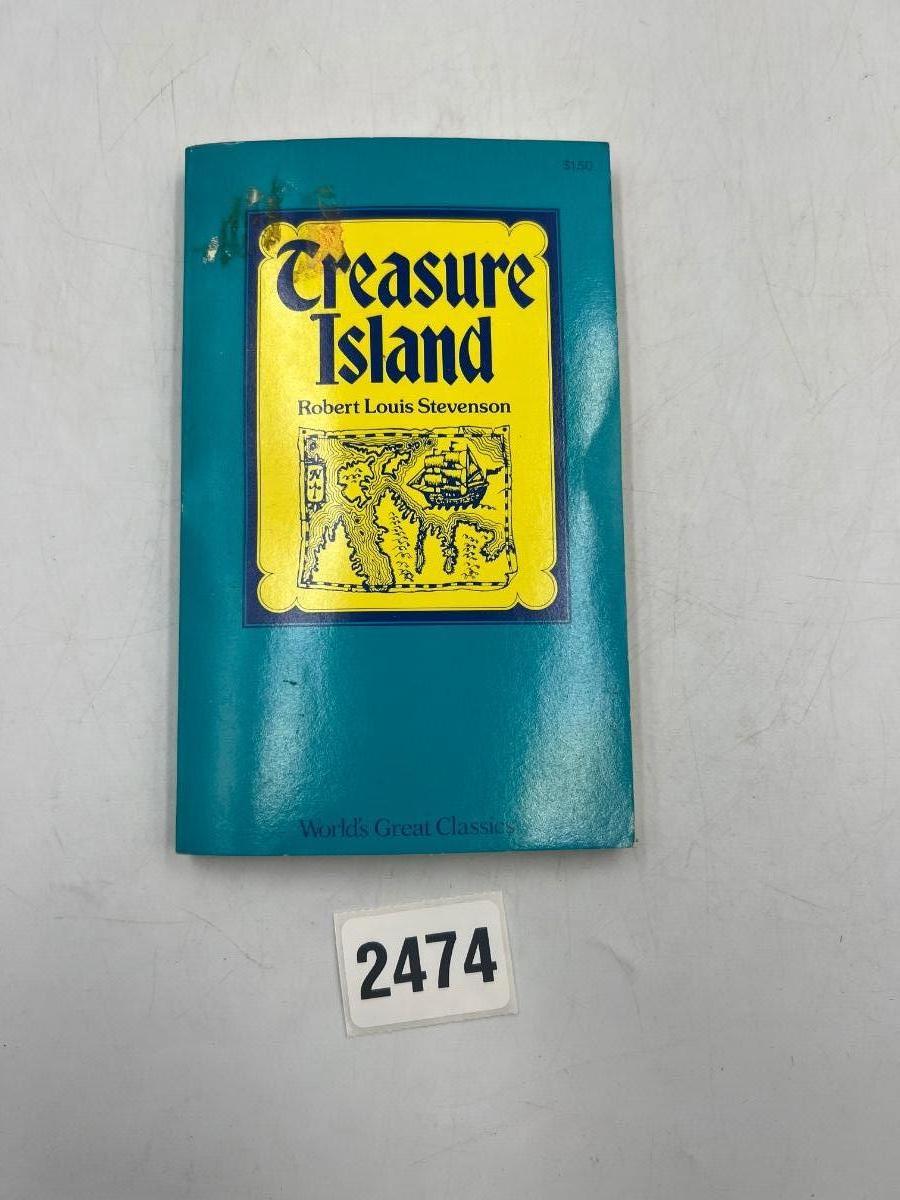 $1.50
Treasure
Island
Robert Louis Stevenson
N
World's Great Classics
2474